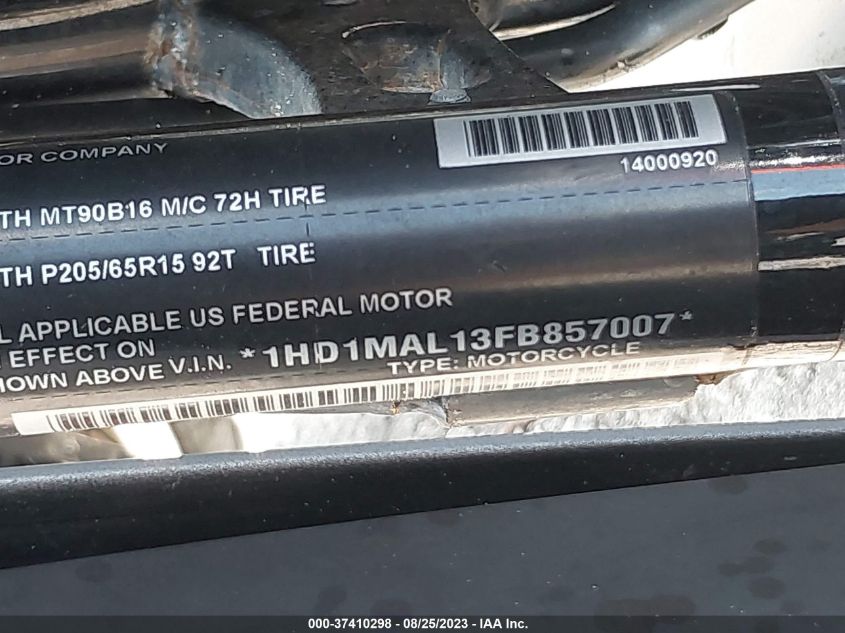 OR COMPANY
14000920
TH MT90B16 M/C 72H TIRE
TH P205/65R15 92T TIRE
L APPLICABLE US FEDERAL MOTOR
EFFECT ON
HOWN ABOVE V.I.N. *1HD1MAL13FB857007*
TYPE: MOTORCYCLE
000-37410298 - 08/25/2023 - IAA Inc.